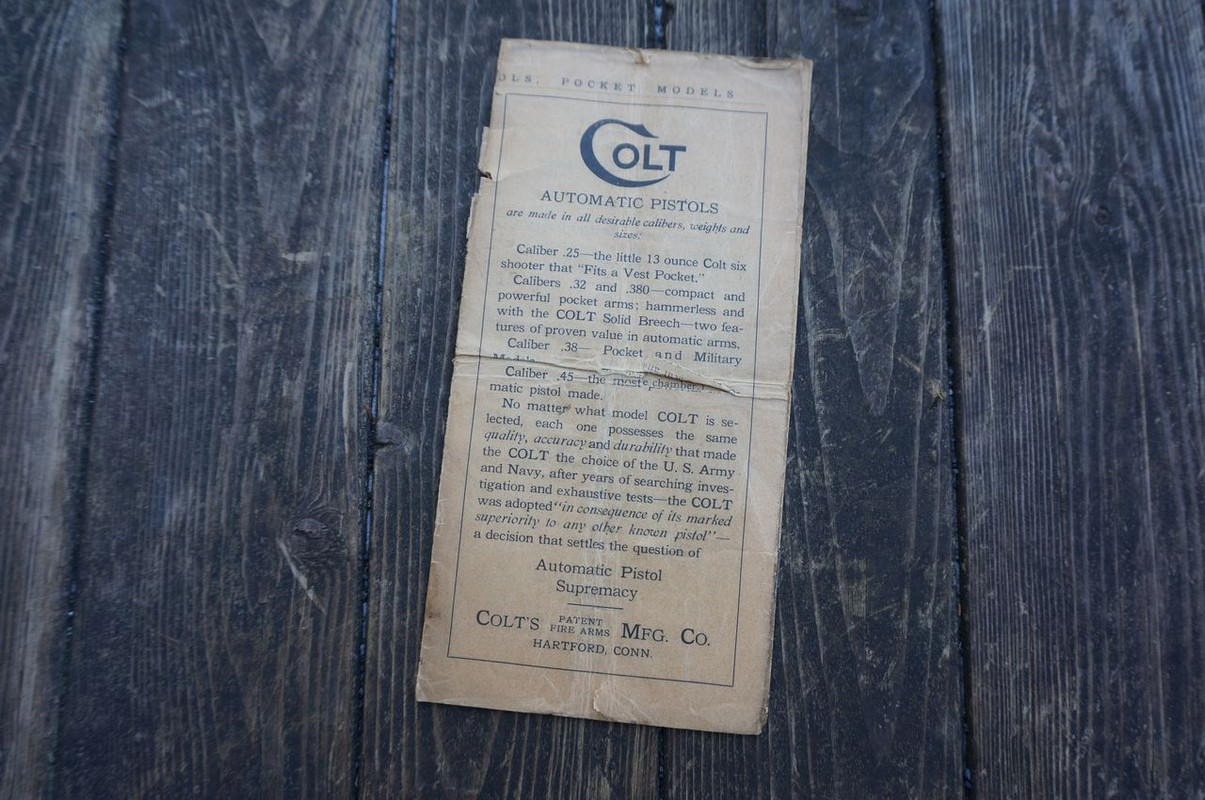 OLS. POCKET MODELS
COLT
AUTOMATIC PISTOLS
are made in all desirable calibers, weights and
sizes:
Caliber .25—the little 13 ounce Colt six
shooter that "Fits a Vest Pocket."
Calibers .32 and .380—compact and
powerful pocket arms; hammerless and
with the COLT Solid Breech—two fea-
tures of proven value in automatic arms.
Caliber .38— Pocket and Military
Models
Caliber .45—the most
matic pistol made.
No matter what model COLT is se-
lected, each one possesses the same
quality, accuracy and durability that made
the COLT the choice of the U. S. Army
and Navy, after years of searching inves-
tigation and exhaustive tests—the COLT
was adopted "in consequence of its marked
superiority to any other known pistol"—
a decision that settles the question of
Automatic Pistol
Supremacy
COLT'S PATENT FIRE ARMS MFG. CO.
HARTFORD, CONN.